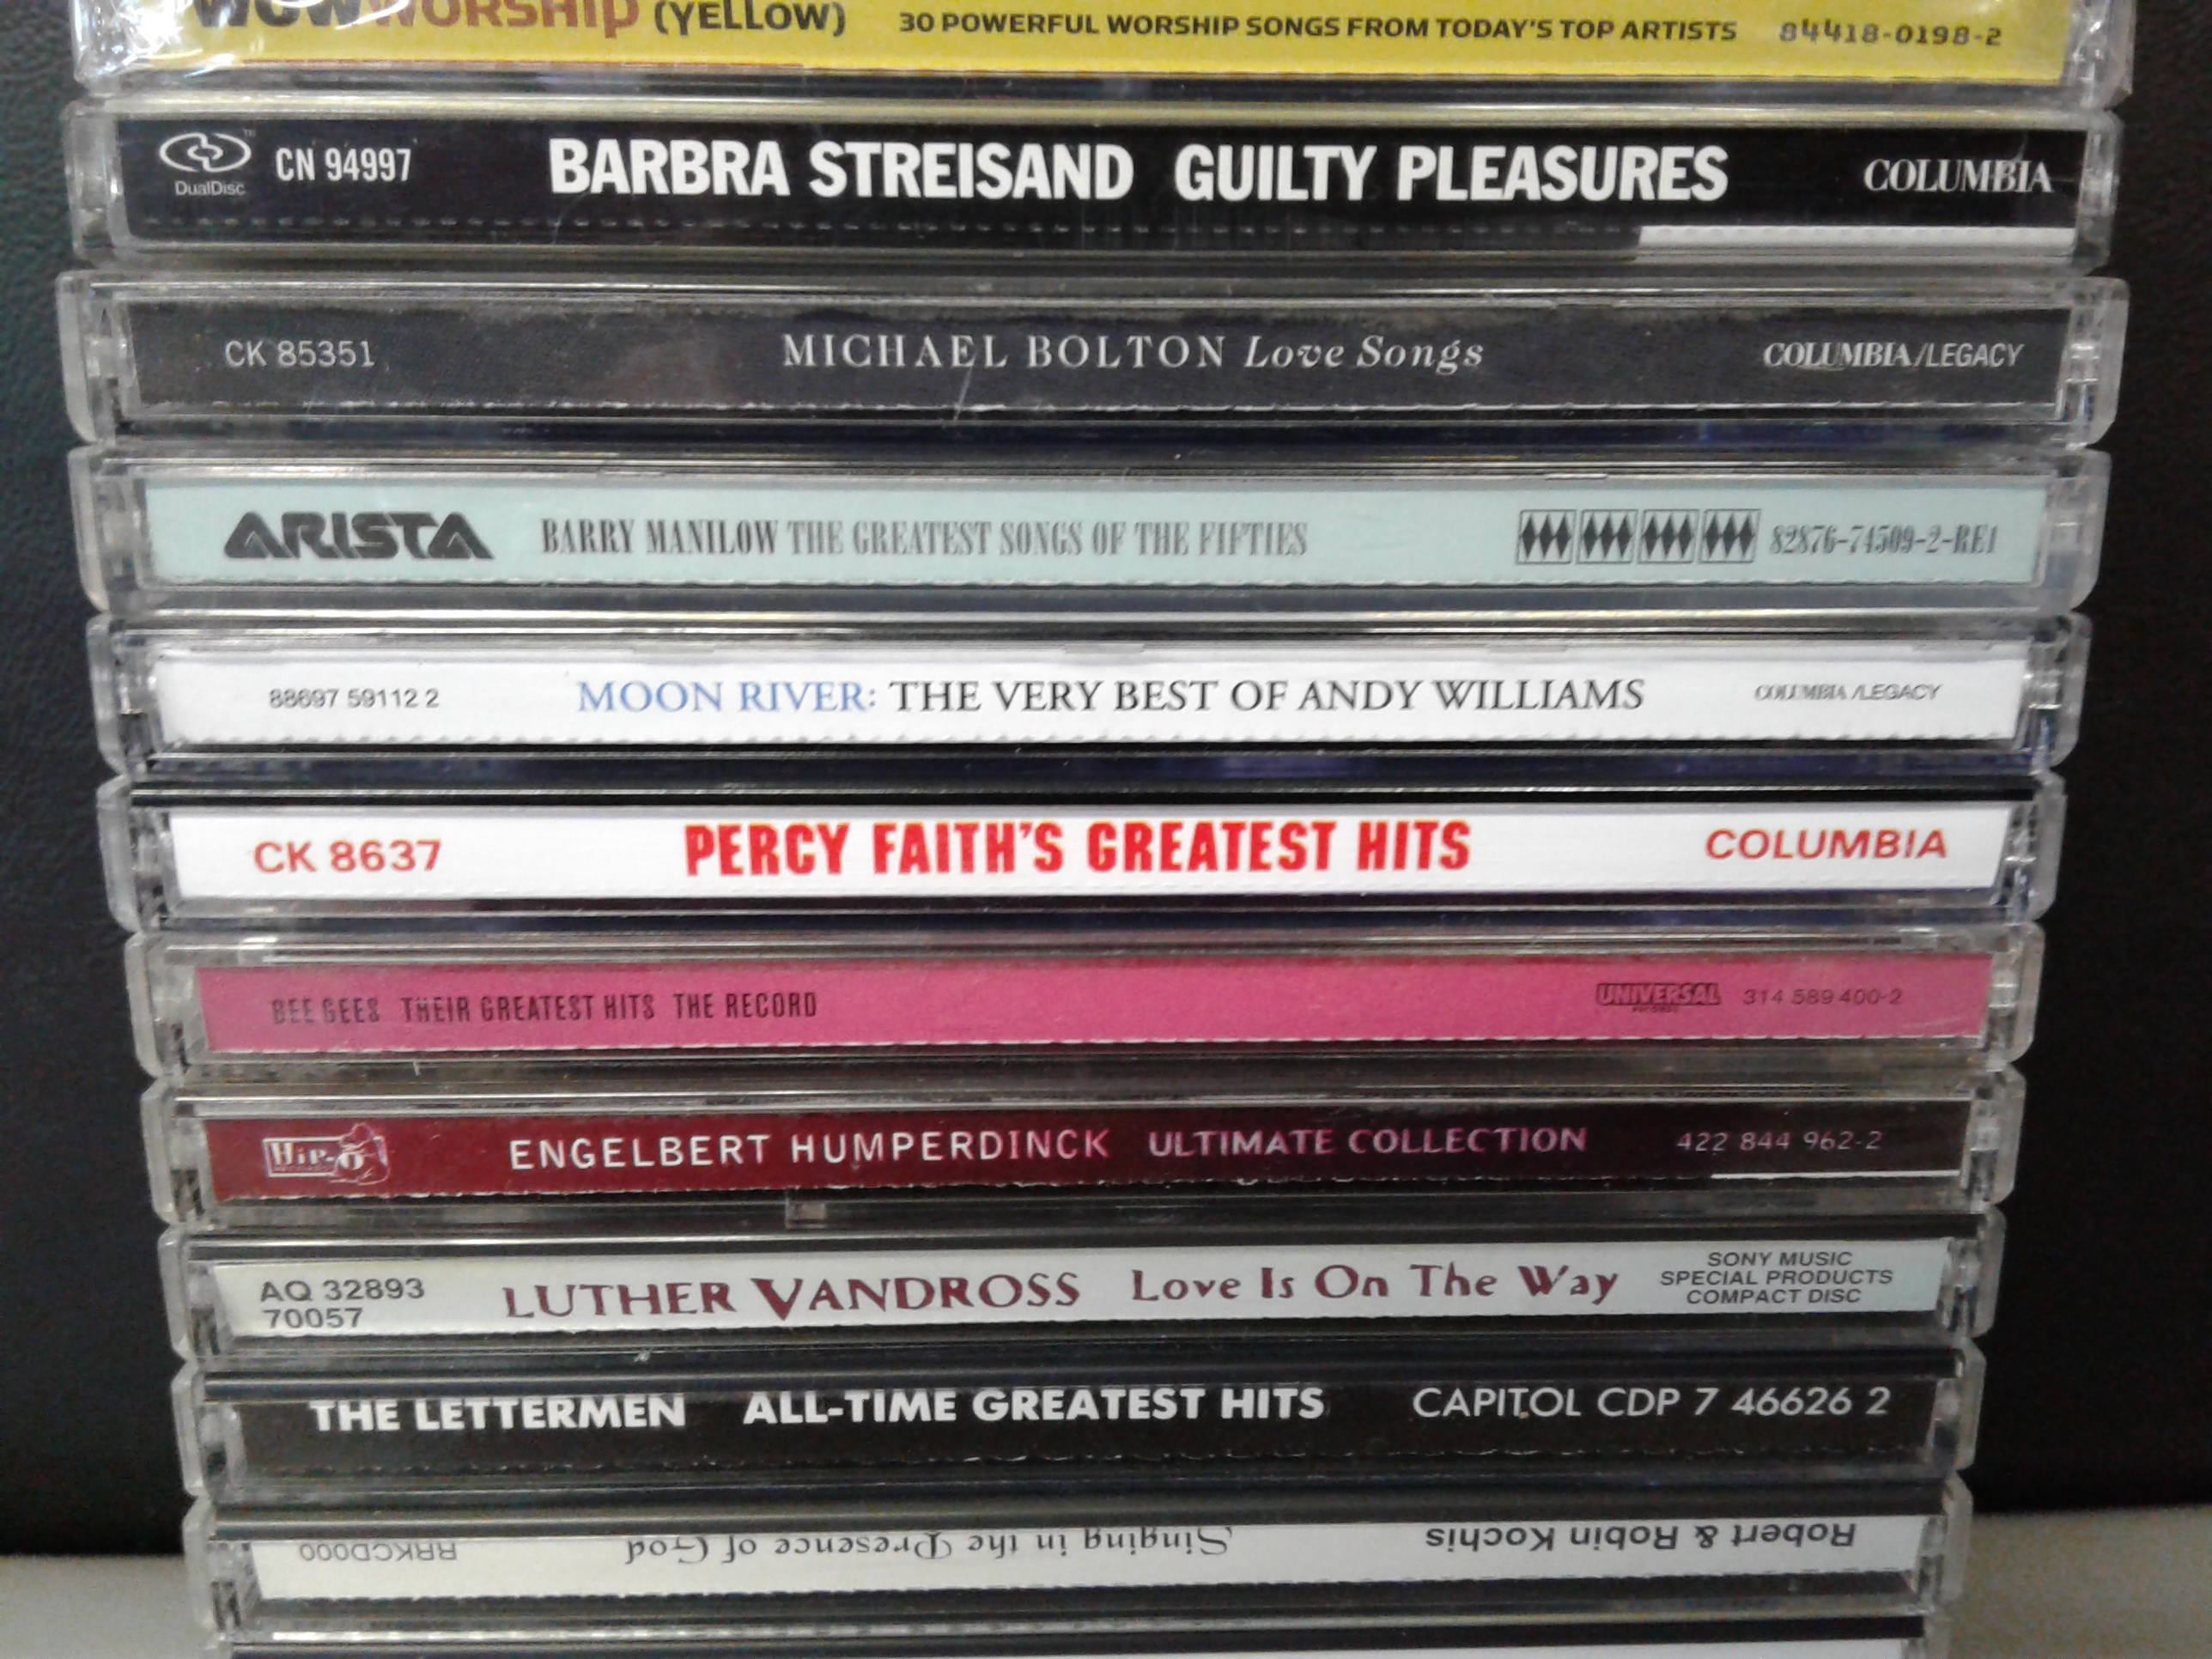 WOW WORSHIP (YELLOW) 30 POWERFUL WORSHIP SONGS FROM TODAY'S TOP ARTISTS 84418-0198-2
DualDisc TM CN 94997 BARBRA STREISAND GUILTY PLEASURES COLUMBIA
CK 85351 MICHAEL BOLTON Love Songs COLUMBIA/LEGACY
ARISTA BARRY MANILOW THE GREATEST SONGS OF THE FIFTIES 82876-74509-2-RE1
88697 59112 2 MOON RIVER: THE VERY BEST OF ANDY WILLIAMS COLUMBIA/LEGACY
CK 8637 PERCY FAITH'S GREATEST HITS COLUMBIA
BEE GEES THEIR GREATEST HITS THE RECORD UNIVERSAL RECORDS 314 589 400-2
HIP-O RECORDS ENGELBERT HUMPERDINCK ULTIMATE COLLECTION 422 844 962-2
AQ 32893
70057
LUTHER VANDROSS Love Is On The Way
SONY MUSIC
SPECIAL PRODUCTS
COMPACT DISC
THE LETTERMEN ALL-TIME GREATEST HITS CAPITOL CDP 7 46626 2
Robert & Robin Kochis Singing in the Presence of God RRKCD000